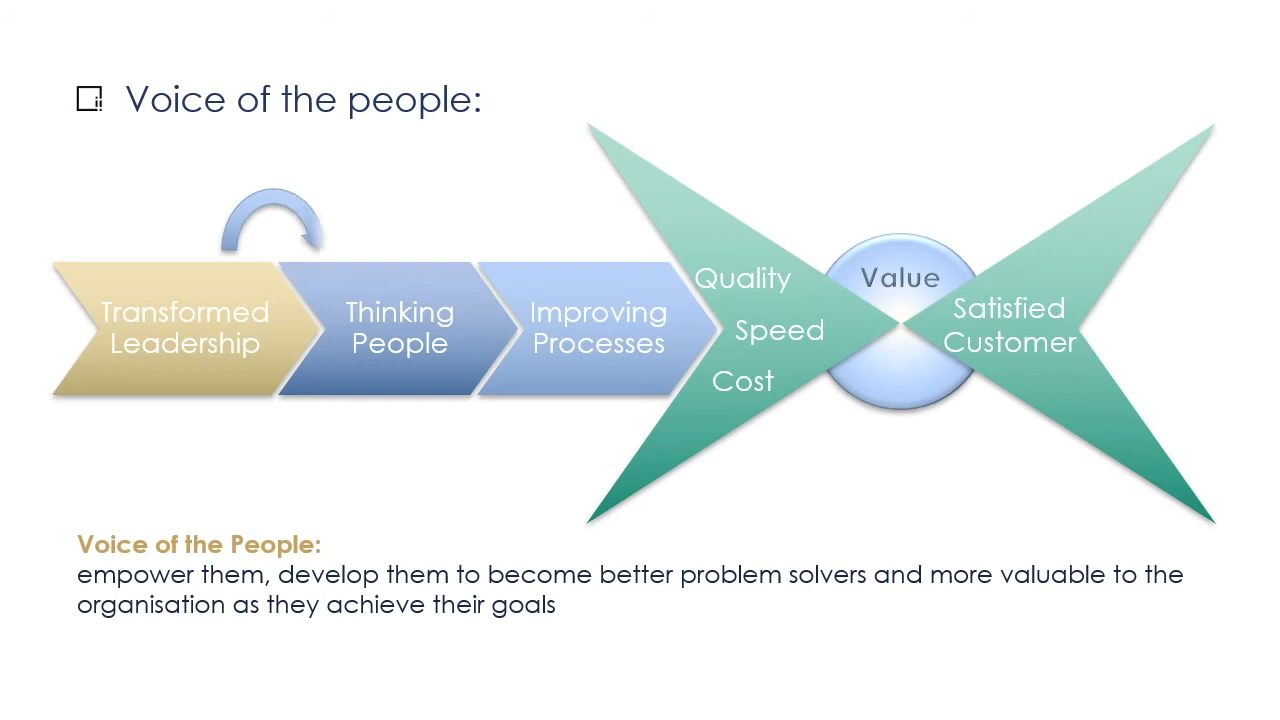 Voice of the people:
Transformed
Leadership
Thinking
People
Improving
Processes
Quality
Speed
Cost
Value
Satisfied
Customer
Voice of the People:
empower them, develop them to become better problem solvers and more valuable to the
organisation as they achieve their goals